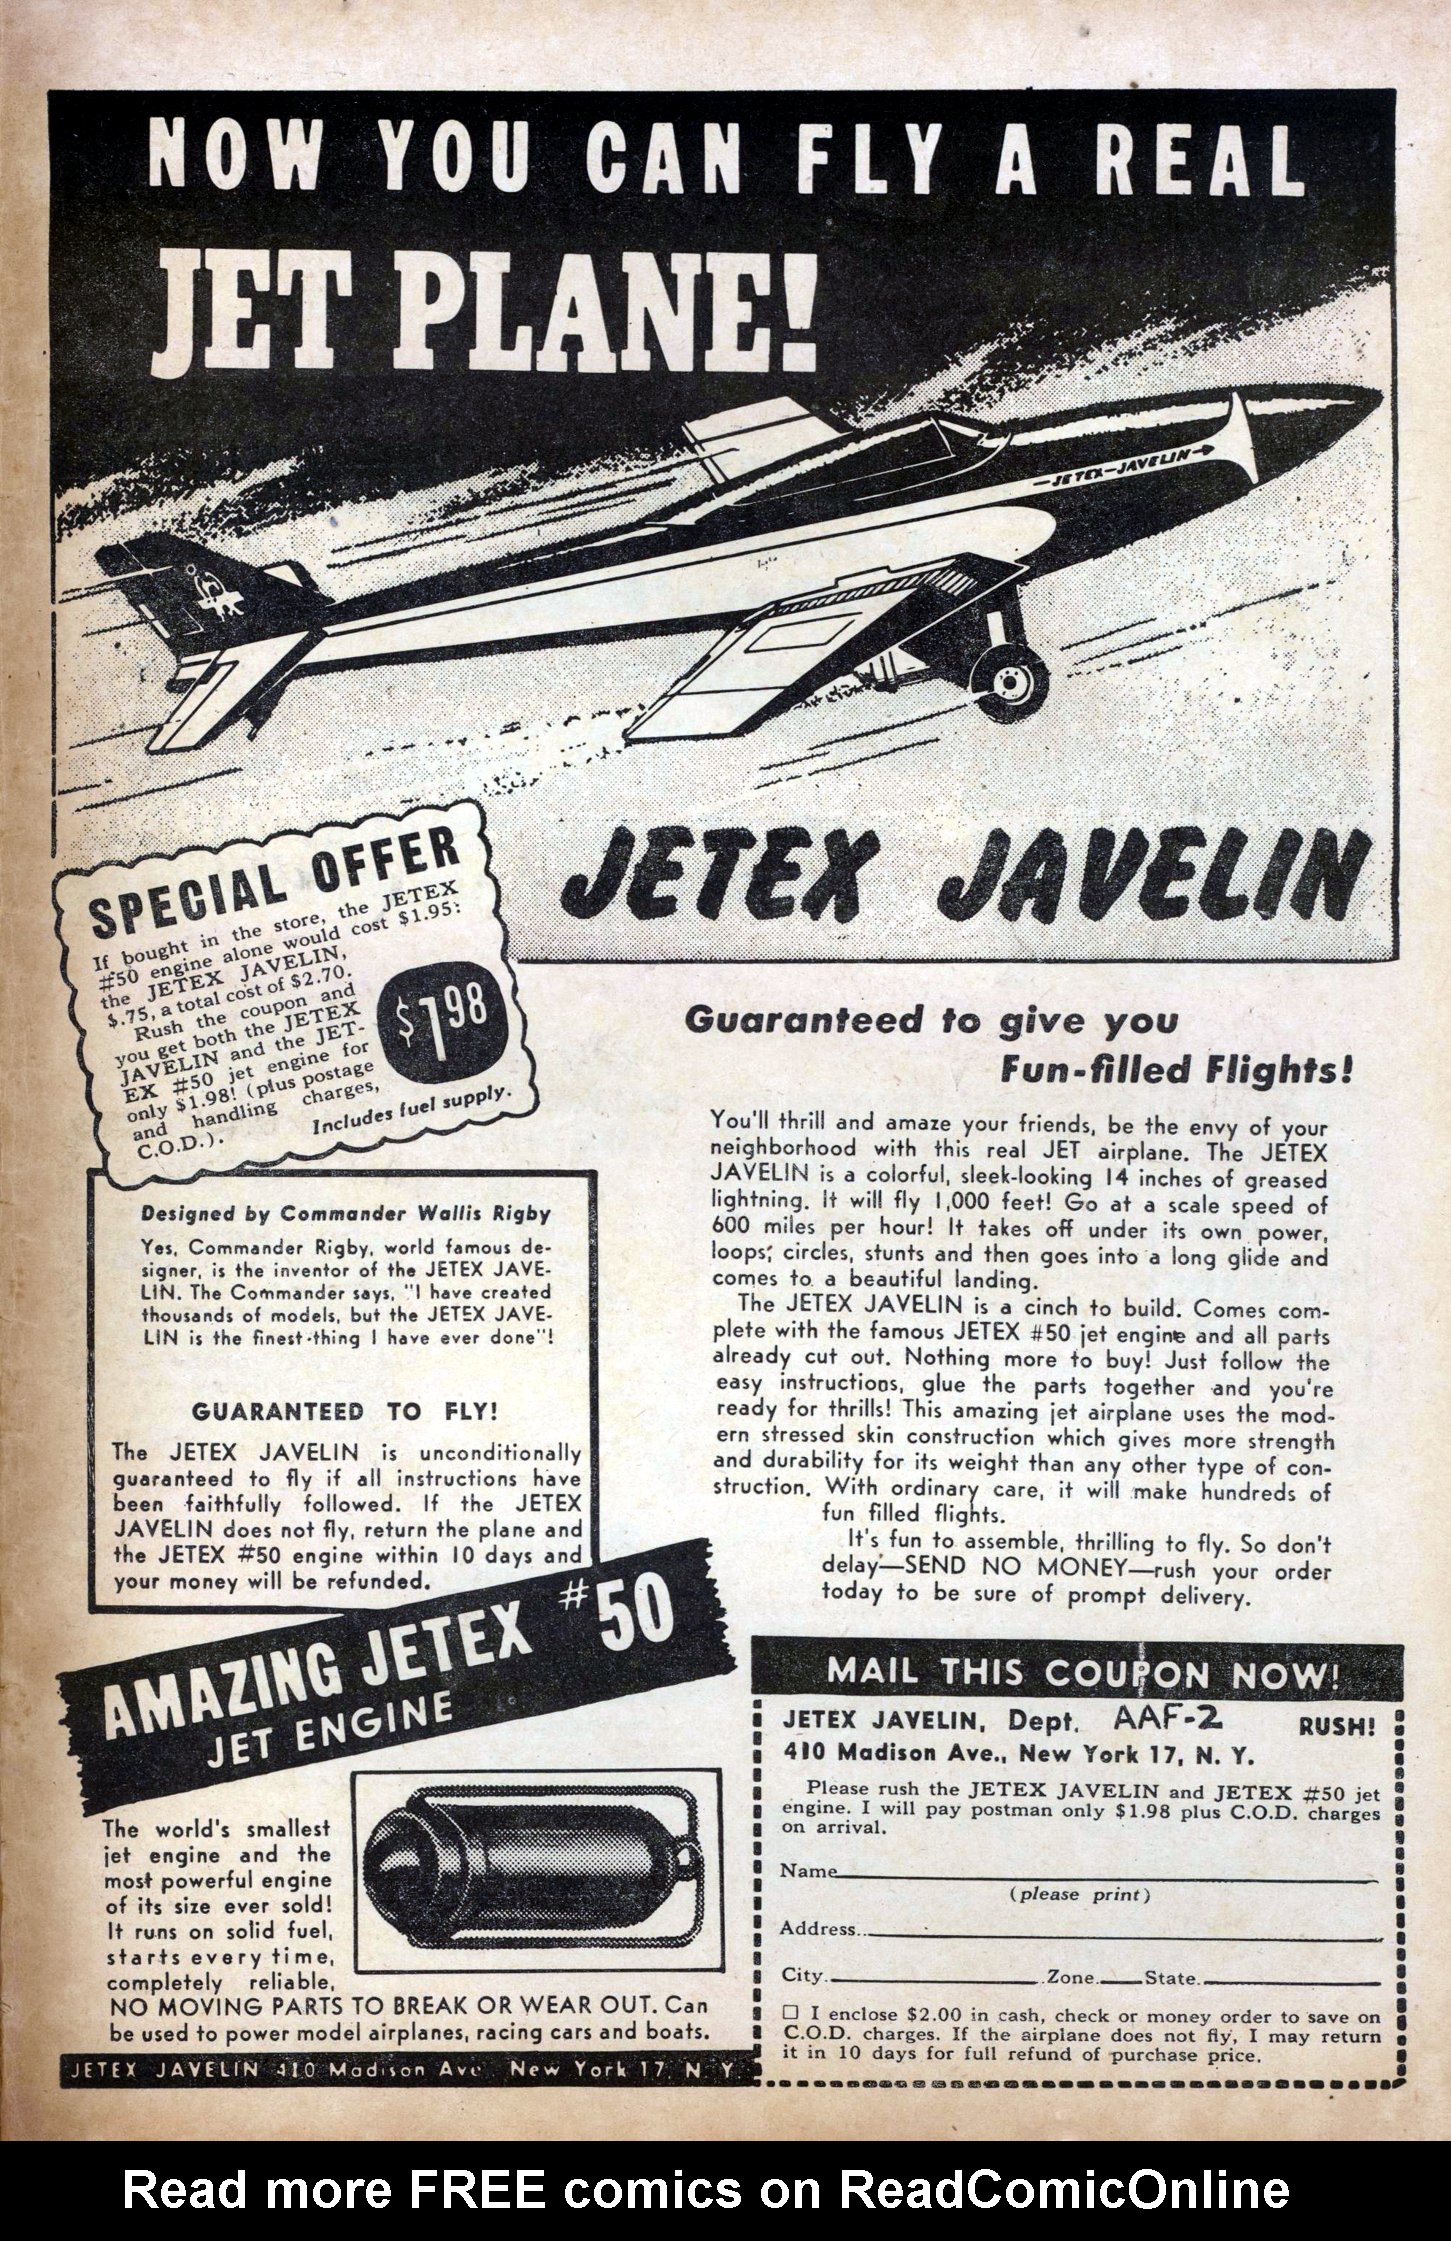 NOW YOU CAN FLY A REAL
JET PLANE!
JETEX-JAVELIN
JETEX JAVELIN
SPECIAL OFFER
If bought in the store, the JETEX
#50 engine alone would cost $1.95:
the JETEX JAVELIN,
$.75, a total cost of $2.70.
Rush the coupon and
you get both the JETEX
JAVELIN and the JET-
EX #50 jet engine for
only $1.98! (plus postage
and handling charges,
C.O.D.).
$1.98
Includes fuel supply.
Guaranteed to give you
Fun-filled Flights!
You'll thrill and amaze your friends, be the envy of your
neighborhood with this real JET airplane. The JETEX
JAVELIN is a colorful, sleek-looking 14 inches of greased
lightning. It will fly 1,000 feet! Go at a scale speed of
600 miles per hour! It takes off under its own power,
loops; circles, stunts and then goes into a long glide and
comes to a beautiful landing.
The JETEX JAVELIN is a cinch to build. Comes com-
plete with the famous JETEX #50 jet engine and all parts
already cut out. Nothing more to buy! Just follow the
easy instructions, glue the parts together and you're
ready for thrills! This amazing jet airplane uses the mod-
ern stressed skin construction which gives more strength
and durability for its weight than any other type of con-
struction. With ordinary care, it will make hundreds of
fun filled flights.
It's fun to assemble, thrilling to fly. So don't
delay—SEND NO MONEY—rush your order
today to be sure of prompt delivery.
Designed by Commander Wallis Rigby
Yes, Commander Rigby, world famous de-
signer, is the inventor of the JETEX JAVE-
LIN. The Commander says, "I have created
thousands of models, but the JETEX JAVE-
LIN is the finest thing I have ever done"!
GUARANTEED TO FLY!
The JETEX JAVELIN is unconditionally
guaranteed to fly if all instructions have
been faithfully followed. If the JETEX
JAVELIN does not fly, return the plane and
the JETEX #50 engine within 10 days and
your money will be refunded.
AMAZING JETEX #50
JET ENGINE
The world's smallest
jet engine and the
most powerful engine
of its size ever sold!
It runs on solid fuel,
starts every time,
completely reliable,
NO MOVING PARTS TO BREAK OR WEAR OUT. Can
be used to power model airplanes, racing cars and boats.
JETEX JAVELIN 410 Madison Ave. New York 17, N. Y.
MAIL THIS COUPON NOW!
JETEX JAVELIN, Dept. AAF-2 RUSH!
410 Madison Ave., New York 17, N. Y.
Please rush the JETEX JAVELIN and JETEX #50 jet
engine. I will pay postman only $1.98 plus C.O.D. charges
on arrival.
Name
(please print)
Address
City Zone State
☐ I enclose $2.00 in cash, check or money order to save on
C.O.D. charges. If the airplane does not fly, I may return
it in 10 days for full refund of purchase price.
Read more FREE comics on ReadComicOnline